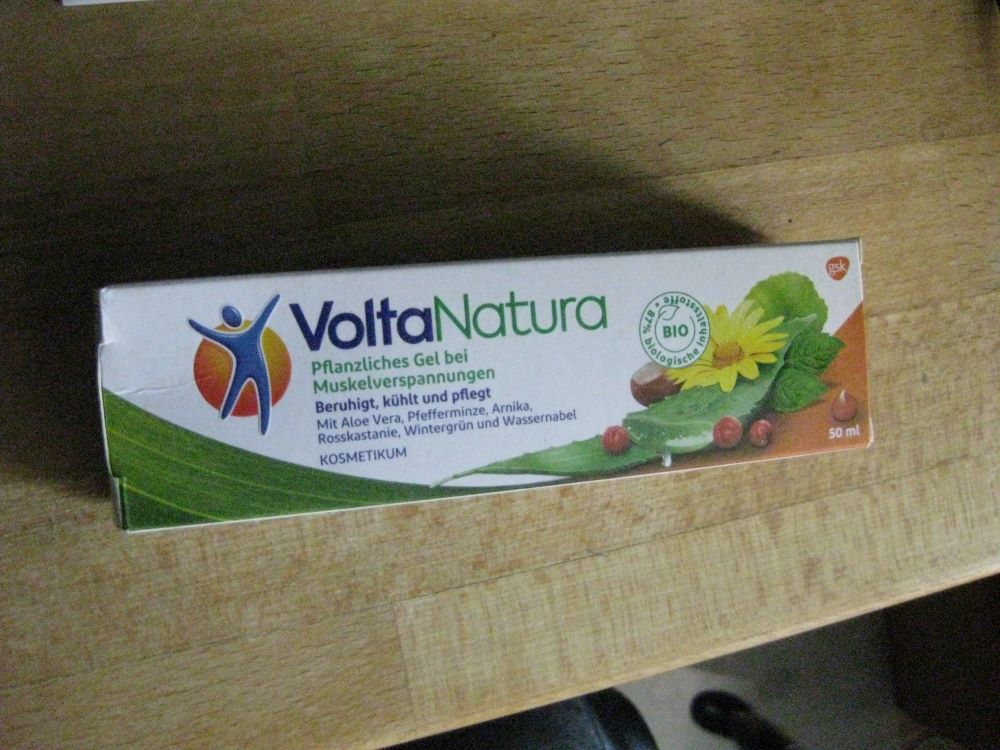 VoltaNatura
Pflanzliches Gel bei
Muskelverspannungen
Beruhigt, kühlt und pflegt
Mit Aloe Vera, Pfefferminze, Arnika,
Rosskastanie, Wintergrün und Wassernabel
KOSMETIKUM
87% biologische Inhaltsstoffe •
BIO
gsk
50 ml